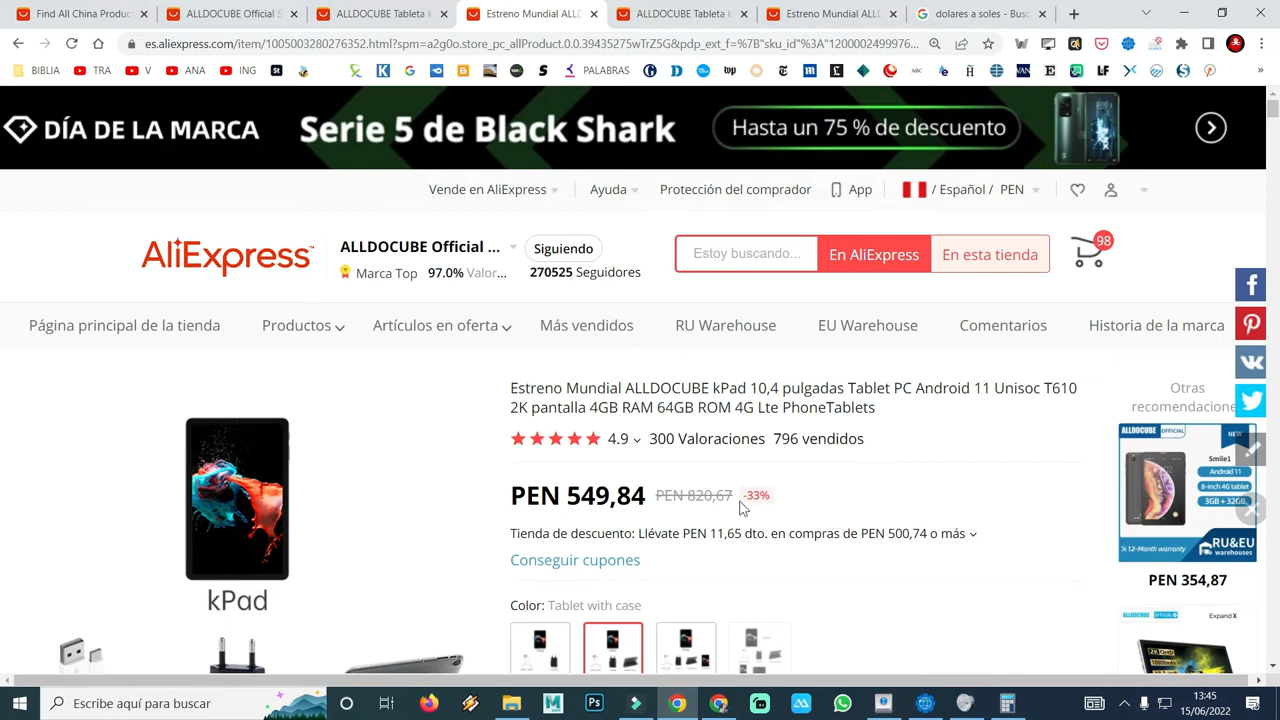 Find All China Produc
ALLDOCUBE Official S
ALLDOCUBE Tableta k
Estreno Mundial ALLD
ALLDOCUBE Tableta k
Estreno Mundial ALLD
dolares a soles - Busc
es.aliexpress.com/item/1005003280276352.html?spm=a2g0o.store_pc_allProduct.0.0.39435275wTrZ5G&pdp_ext_f=%7B"sku_id"%3A"1200002499976...
BIBLIA
TRA
V
ANA
ING
PALABRAS
DÍA DE LA MARCA
Serie 5 de Black Shark
Hasta un 75 % de descuento
Vende en AliExpress
Ayuda
Protección del comprador
App
/ Español / PEN
AliExpress
ALLDOCUBE Official ...
Marca Top 97.0% Valor...
Siguiendo
270525 Seguidores
Estoy buscando...
En AliExpress
En esta tienda
98
Página principal de la tienda
Productos
Artículos en oferta
Más vendidos
RU Warehouse
EU Warehouse
Comentarios
Historia de la marca
Estreno Mundial ALLDOCUBE kPad 10,4 pulgadas Tablet PC Android 11 Unisoc T610
2K pantalla 4GB RAM 64GB ROM 4G Lte PhoneTablets
4.9 300 Valoraciones 796 vendidos
PEN 549,84 PEN 820,67 -33%
Tienda de descuento: Llévate PEN 11,65 dto. en compras de PEN 500,74 o más
Conseguir cupones
Color: Tablet with case
kPad
Otras
recomendacione
ALLDOCUBE OFFICIAL
NEW
Smile1
Android 11
8-inch 4G tablet
3GB + 32GB
12-Month warranty
RU&EU
warehouses
PEN 354,87
ALLDOCUBE
Expand X
Escribe aquí para buscar
13:45
15/06/2022